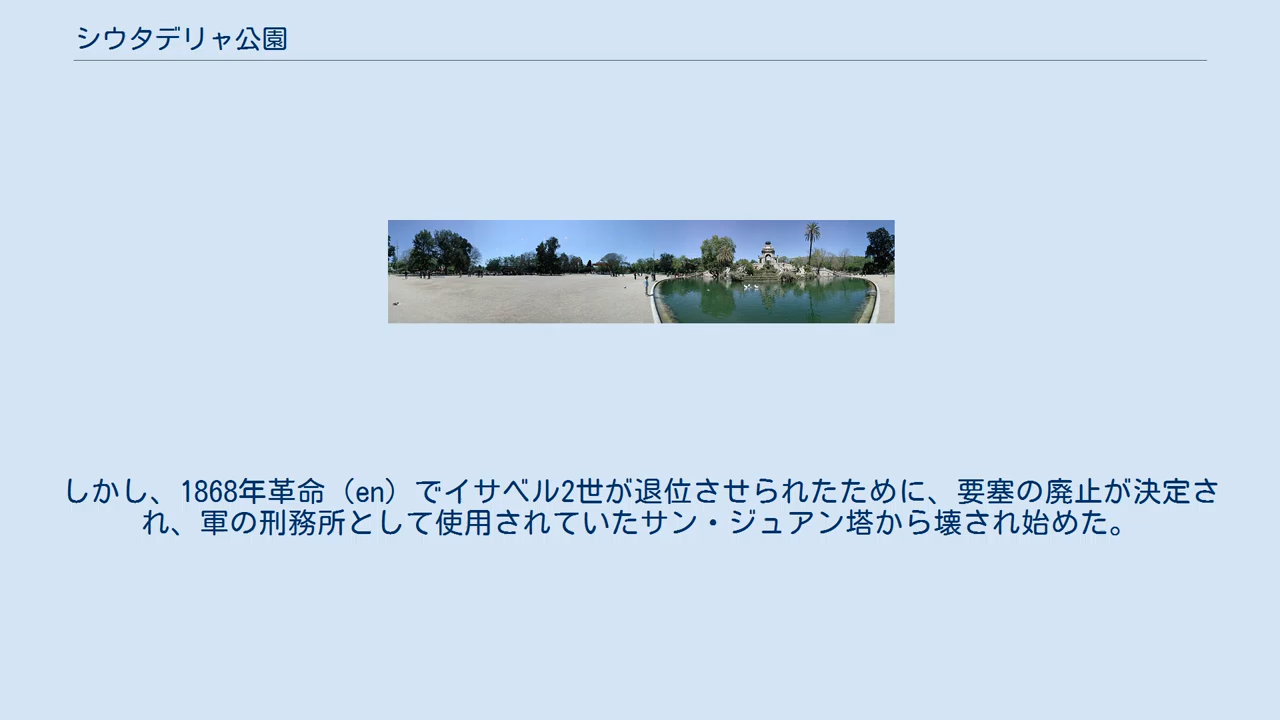 シウタデリャ公園
しかし、1868年革命（en）でイサベル2世が退位させられたために、要塞の廃止が決定さ
れ、軍の刑務所として使用されていたサン・ジュアン塔から壊され始めた。